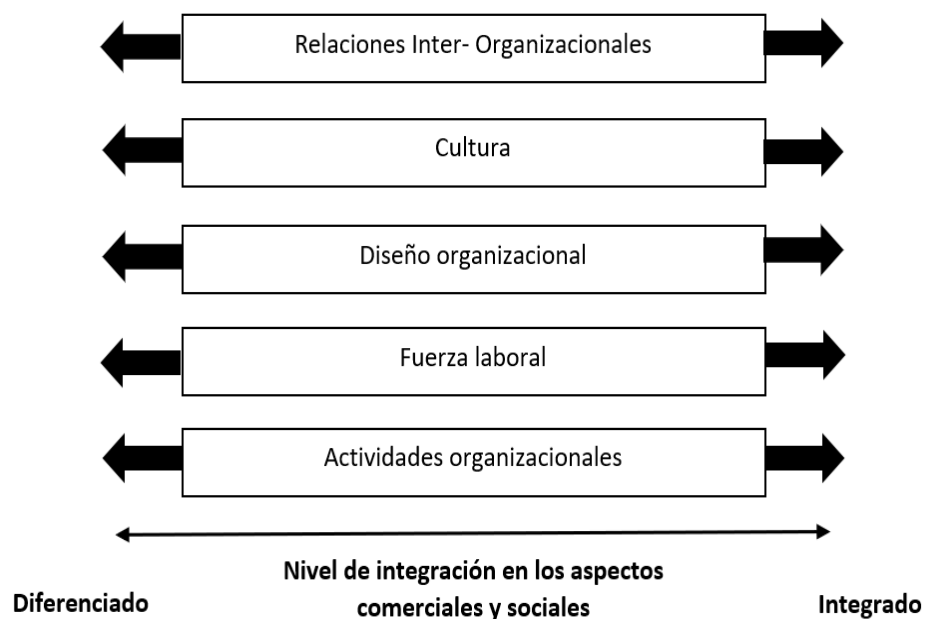 Relaciones Inter- Organizacionales
Cultura
Diseño organizacional
Fuerza laboral
Actividades organizacionales
Nivel de integración en los aspectos
comerciales y sociales
Diferenciado
Integrado